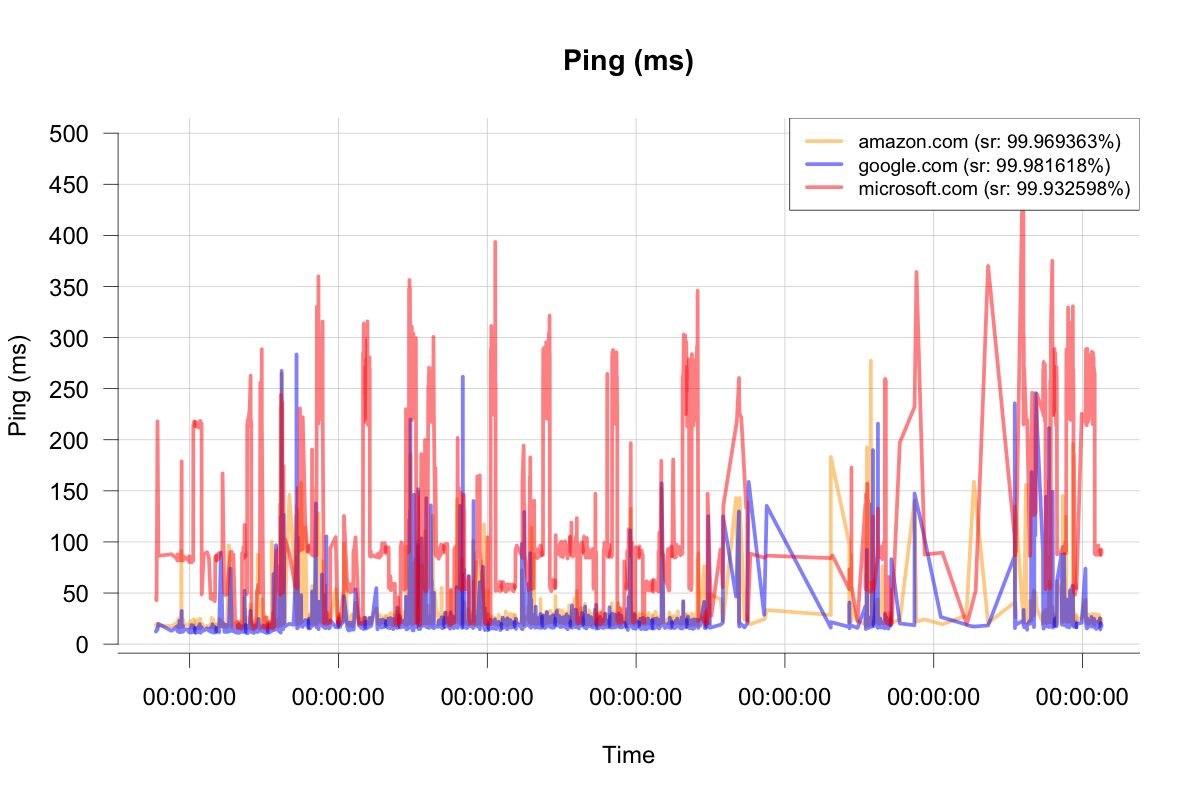 Ping (ms)
500
450
400
350
300
250
200
150
100
50
0
Ping (ms)
amazon.com (sr: 99.969363%)
google.com (sr: 99.981618%)
microsoft.com (sr: 99.932598%)
00:00:00 00:00:00 00:00:00 00:00:00 00:00:00 00:00:00 00:00:00
Time